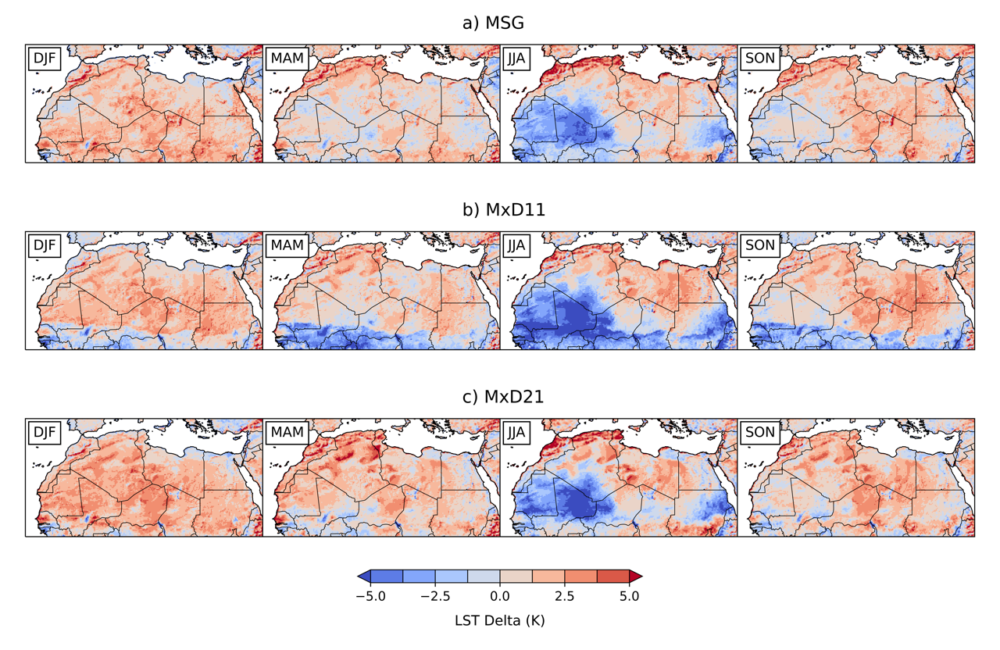 a) MSG
DJF MAM JJA SON
b) MxD11
DJF MAM JJA SON
c) MxD21
DJF MAM JJA SON
−5.0 −2.5 0.0 2.5 5.0
LST Delta (K)